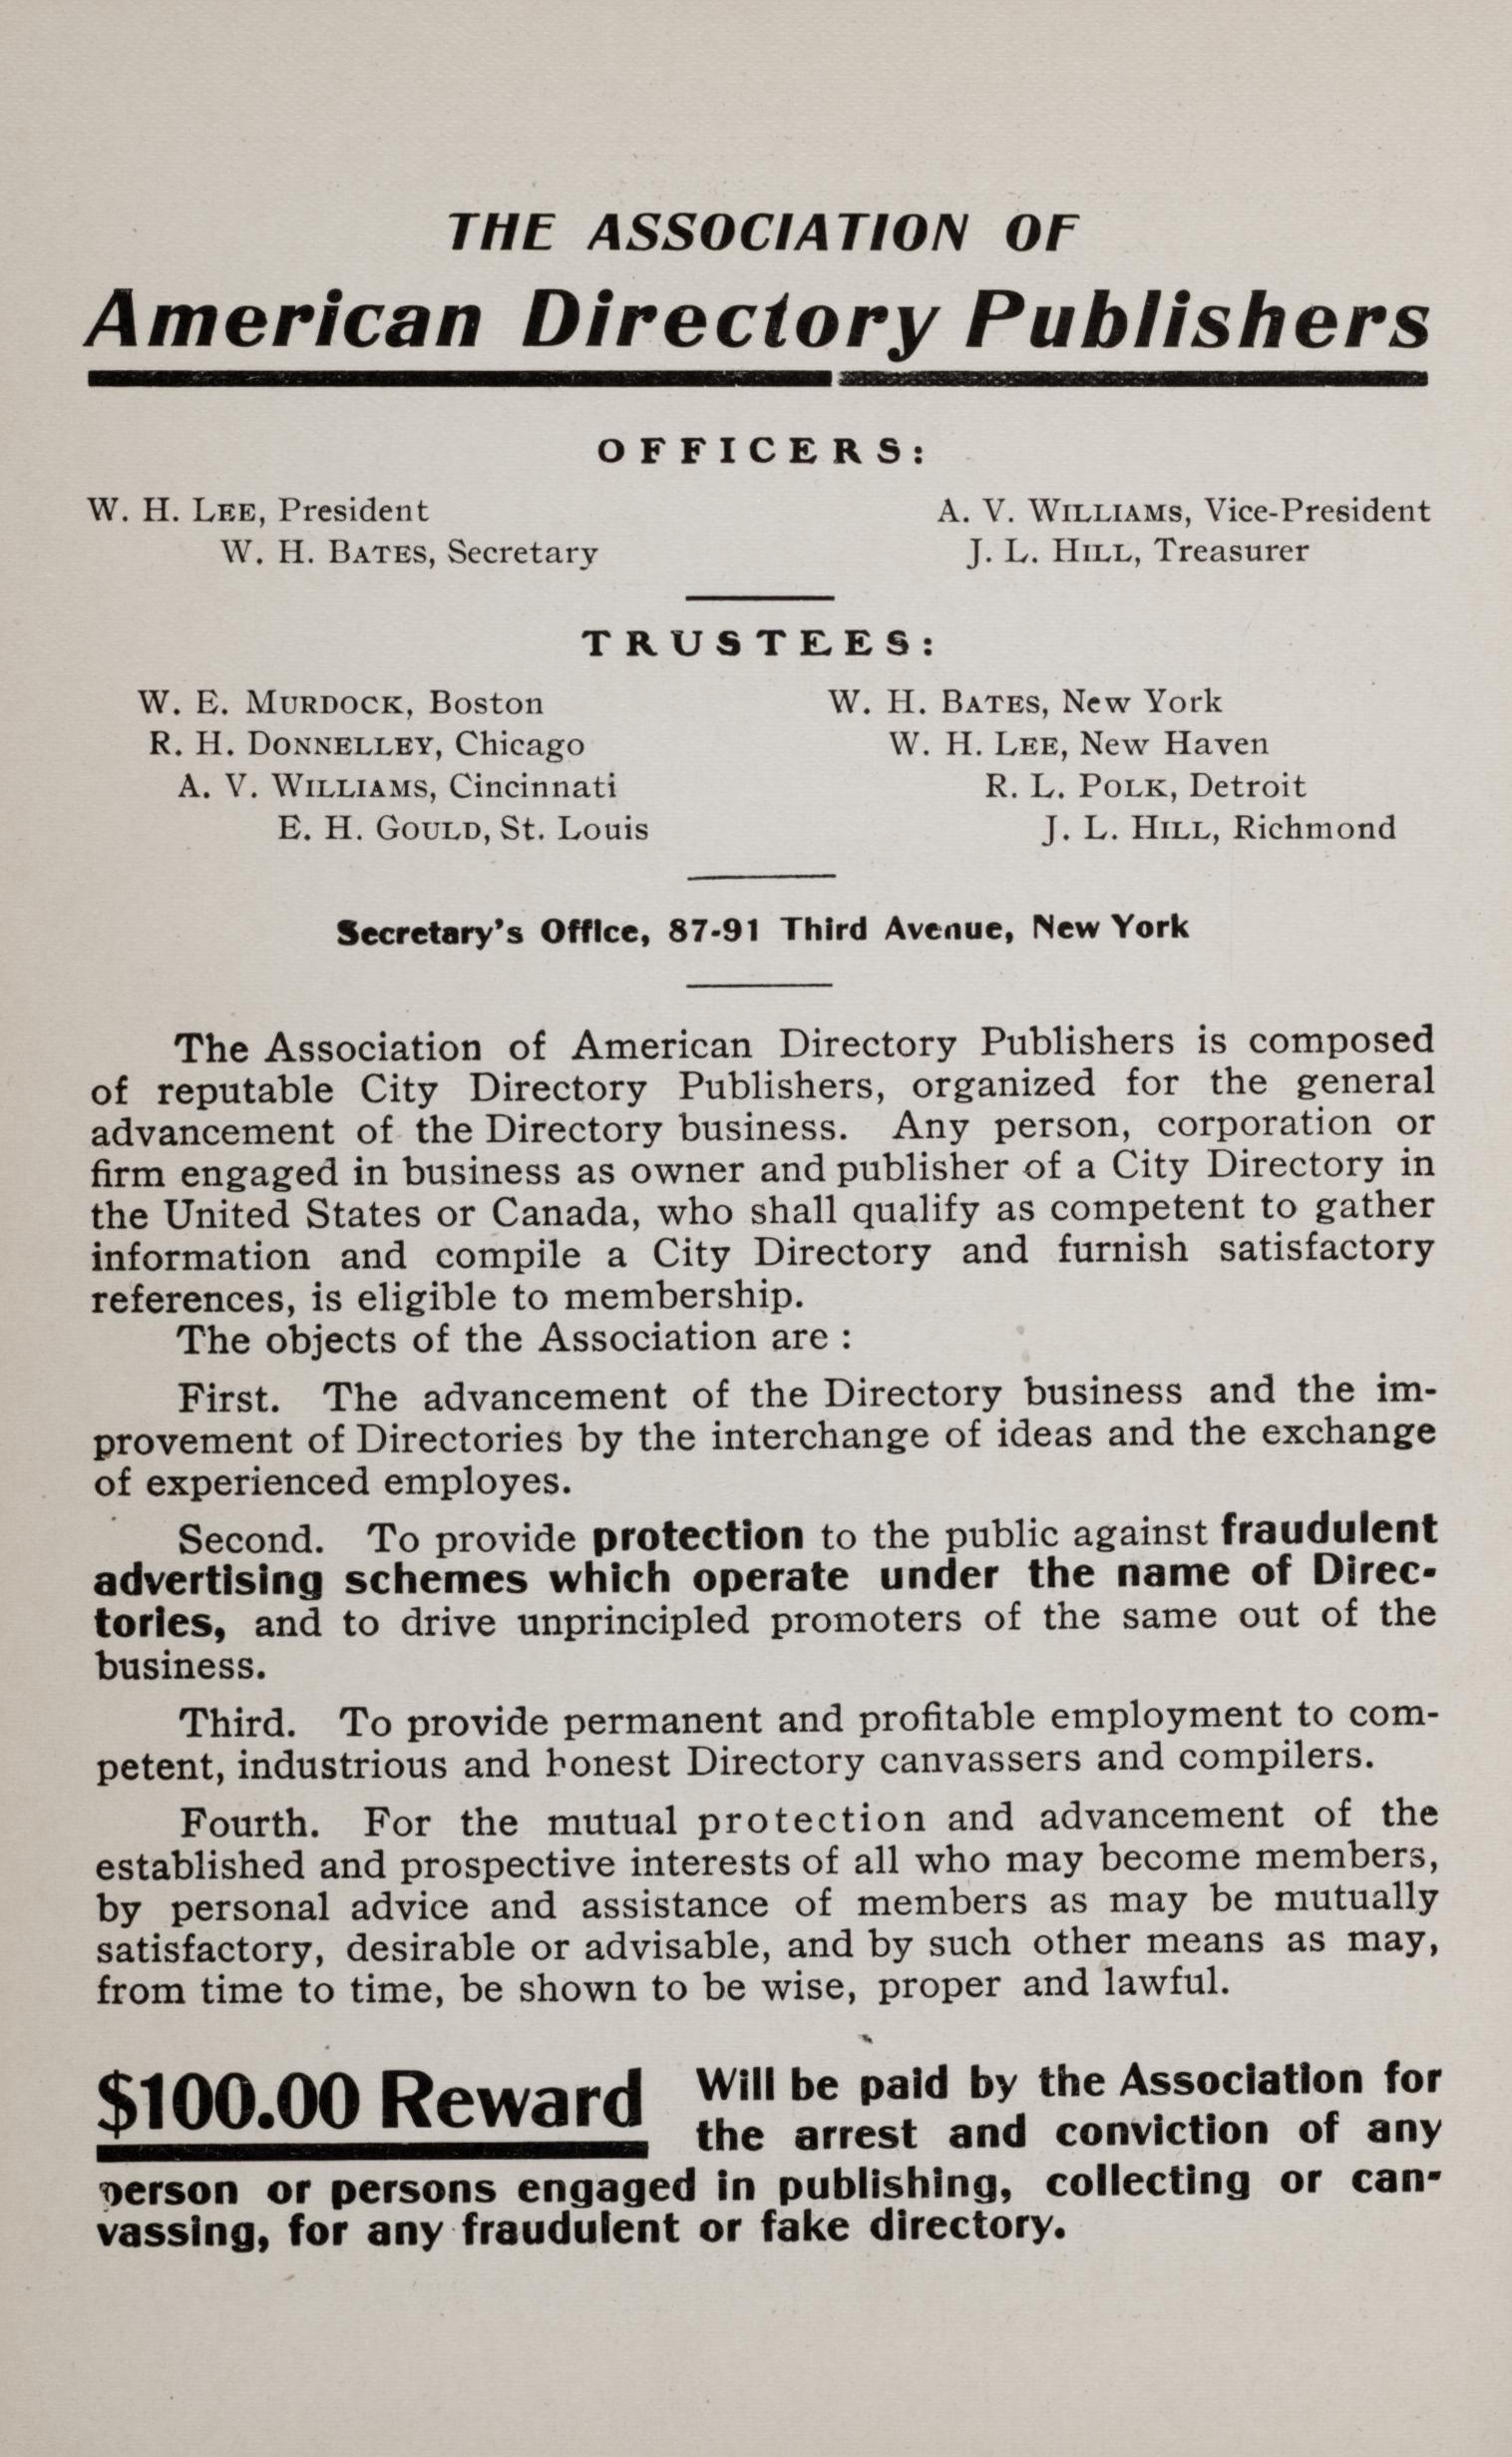 THE ASSOCIATION OF
American Directory Publishers
OFFICERS:
W. H. LEE, President
A. V. WILLIAMS, Vice-President
W. H. BATES, Secretary
J. L. HILL, Treasurer
TRUSTEES:
W. E. MURDOCK, Boston
W. H. BATES, New York
R. H. DONNELLEY, Chicago
W. H. LEE, New Haven
A. V. WILLIAMS, Cincinnati
R. L. POLK, Detroit
E. H. GOULD, St. Louis
J. L. HILL, Richmond
Secretary's Office, 87-91 Third Avenue, New York
The Association of American Directory Publishers is composed
of reputable City Directory Publishers, organized for the general
advancement of the Directory business. Any person, corporation or
firm engaged in business as owner and publisher of a City Directory in
the United States or Canada, who shall qualify as competent to gather
information and compile a City Directory and furnish satisfactory
references, is eligible to membership.
The objects of the Association are :
First. The advancement of the Directory business and the im-
provement of Directories by the interchange of ideas and the exchange
of experienced employes.
Second. To provide protection to the public against fraudulent
advertising schemes which operate under the name of Direc-
tories, and to drive unprincipled promoters of the same out of the
business.
Third. To provide permanent and profitable employment to com-
petent, industrious and honest Directory canvassers and compilers.
Fourth. For the mutual protection and advancement of the
established and prospective interests of all who may become members,
by personal advice and assistance of members as may be mutually
satisfactory, desirable or advisable, and by such other means as may,
from time to time, be shown to be wise, proper and lawful.
$100.00 Reward Will be paid by the Association for
the arrest and conviction of any
person or persons engaged in publishing, collecting or can-
vassing, for any fraudulent or fake directory.